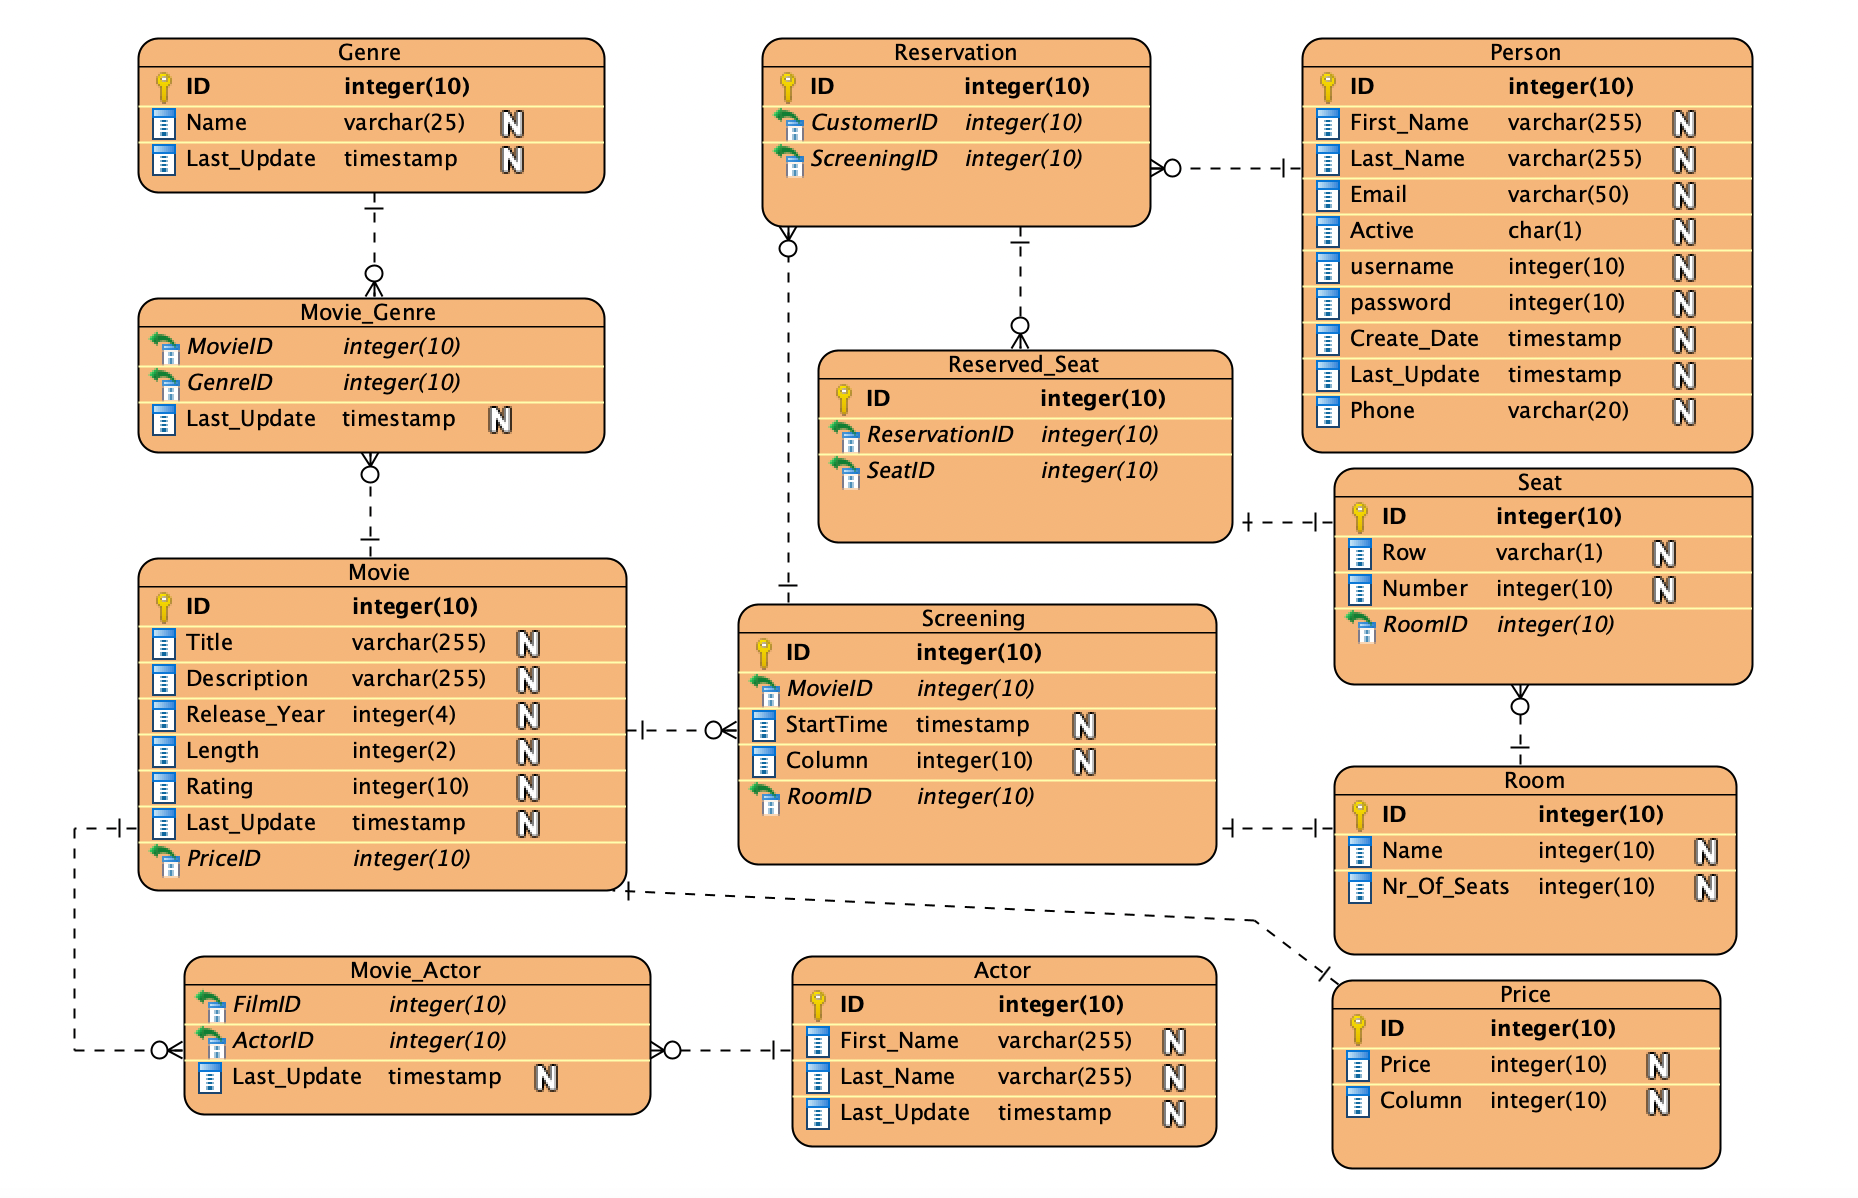 Genre
ID integer(10)
Name varchar(25) N
Last_Update timestamp N
Reservation
ID integer(10)
CustomerID integer(10)
ScreeningID integer(10)
Person
ID integer(10)
First_Name varchar(255) N
Last_Name varchar(255) N
Email varchar(50) N
Active char(1) N
username integer(10) N
password integer(10) N
Create_Date timestamp N
Last_Update timestamp N
Phone varchar(20) N
Movie_Genre
MovieID integer(10)
GenreID integer(10)
Last_Update timestamp N
Reserved_Seat
ID integer(10)
ReservationID integer(10)
SeatID integer(10)
Seat
ID integer(10)
Row varchar(1) N
Number integer(10) N
RoomID integer(10)
Movie
ID integer(10)
Title varchar(255) N
Description varchar(255) N
Release_Year integer(4) N
Length integer(2) N
Rating integer(10) N
Last_Update timestamp N
PriceID integer(10)
Screening
ID integer(10)
MovieID integer(10)
StartTime timestamp N
Column integer(10) N
RoomID integer(10)
Room
ID integer(10)
Name integer(10) N
Nr_Of_Seats integer(10) N
Movie_Actor
FilmID integer(10)
ActorID integer(10)
Last_Update timestamp N
Actor
ID integer(10)
First_Name varchar(255) N
Last_Name varchar(255) N
Last_Update timestamp N
Price
ID integer(10)
Price integer(10) N
Column integer(10) N